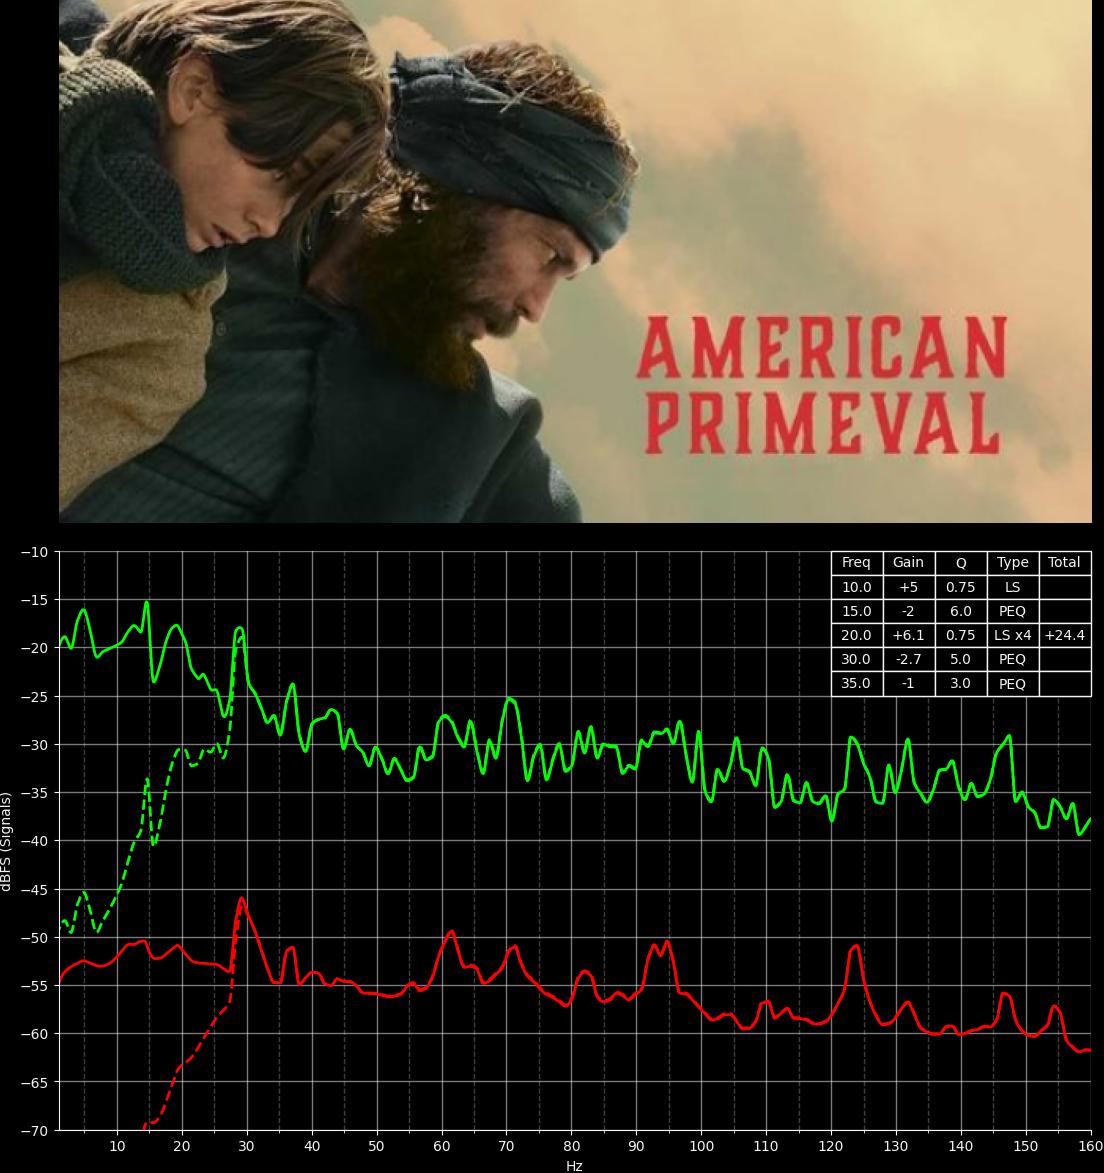 AMERICAN
PRIMEVAL
Freq Gain Q Type Total
10.0 +5 0.75 LS
15.0 -2 6.0 PEQ
20.0 +6.1 0.75 LS x4 +24.4
30.0 -2.7 5.0 PEQ
35.0 -1 3.0 PEQ
−10
−15
−20
−25
−30
−35
−40
−45
−50
−55
−60
−65
−70
dBFS (Signals)
10 20 30 40 50 60 70 80 90 100 110 120 130 140 150 160
Hz